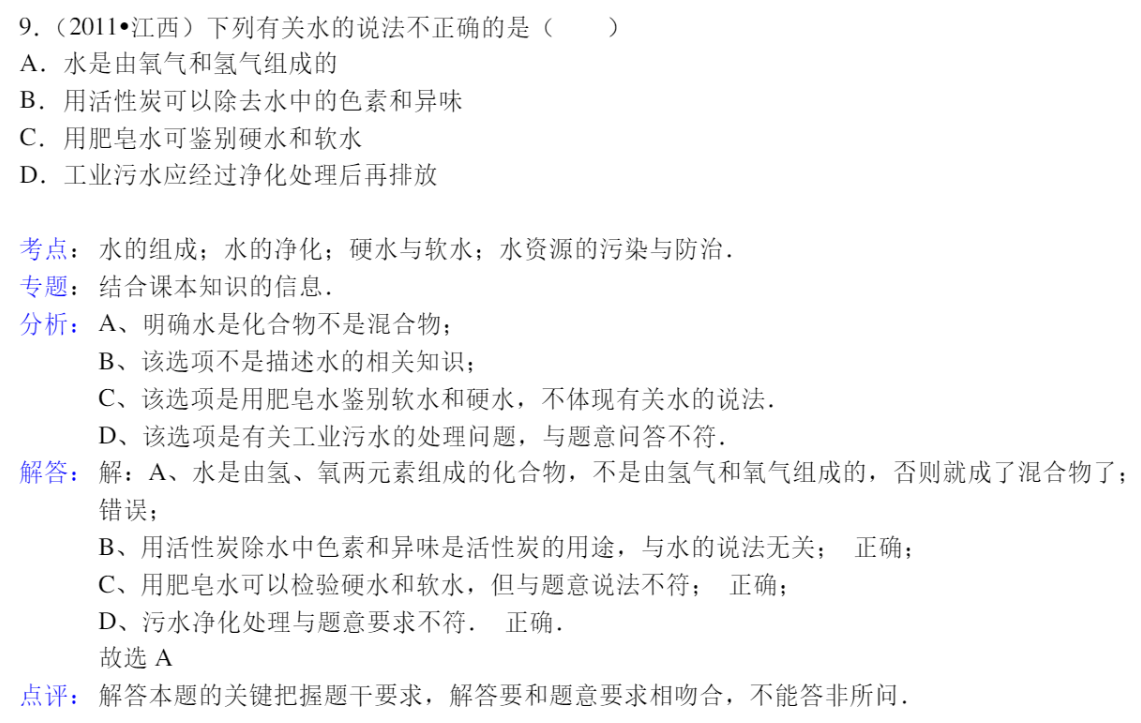 9.（2011•江西）下列有关水的说法不正确的是（　　）
A．水是由氧气和氢气组成的
B．用活性炭可以除去水中的色素和异味
C．用肥皂水可鉴别硬水和软水
D．工业污水应经过净化处理后再排放
考点：水的组成；水的净化；硬水与软水；水资源的污染与防治．
专题：结合课本知识的信息．
分析：A、明确水是化合物不是混合物；
B、该选项不是描述水的相关知识；
C、该选项是用肥皂水鉴别软水和硬水，不体现有关水的说法．
D、该选项是有关工业污水的处理问题，与题意问答不符．
解答：解：A、水是由氢、氧两元素组成的化合物，不是由氢气和氧气组成的，否则就成了混合物了；
错误；
B、用活性炭除水中色素和异味是活性炭的用途，与水的说法无关； 正确；
C、用肥皂水可以检验硬水和软水，但与题意说法不符； 正确；
D、污水净化处理与题意要求不符． 正确．
故选 A
点评：解答本题的关键把握题干要求，解答要和题意要求相吻合，不能答非所问．